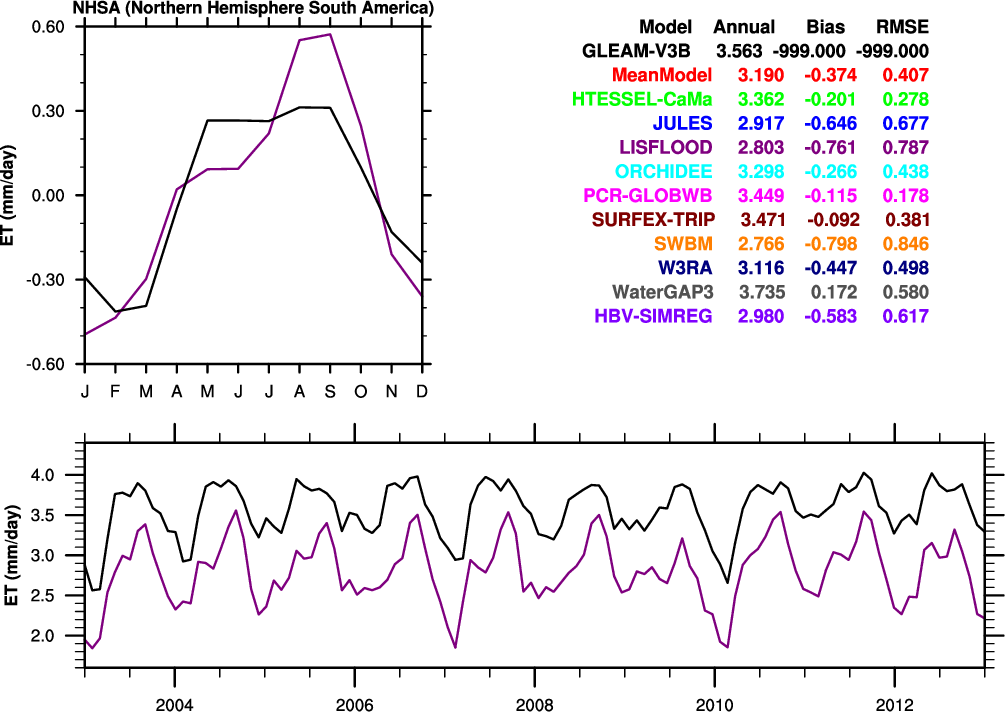 NHSA (Northern Hemisphere South America)
0.60
0.30
0.00
-0.30
-0.60
ET (mm/day)
J F M A M J J A S O N D
Model Annual Bias RMSE
GLEAM-V3B 3.563 -999.000 -999.000
MeanModel 3.190 -0.374 0.407
HTESSEL-CaMa 3.362 -0.201 0.278
JULES 2.917 -0.646 0.677
LISFLOOD 2.803 -0.761 0.787
ORCHIDEE 3.298 -0.266 0.438
PCR-GLOBWB 3.449 -0.115 0.178
SURFEX-TRIP 3.471 -0.092 0.381
SWBM 2.766 -0.798 0.846
W3RA 3.116 -0.447 0.498
WaterGAP3 3.735 0.172 0.580
HBV-SIMREG 2.980 -0.583 0.617
4.0
3.5
3.0
2.5
2.0
ET (mm/day)
2004 2006 2008 2010 2012